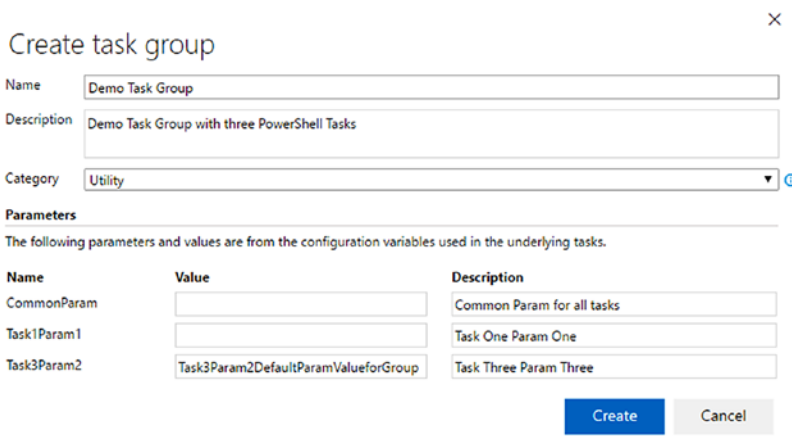 Create task group
Name Demo Task Group
Description Demo Task Group with three PowerShell Tasks
Category Utility
Parameters
The following parameters and values are from the configuration variables used in the underlying tasks.
Name Value Description
CommonParam Common Param for all tasks
Task1Param1 Task One Param One
Task3Param2 Task3Param2DefaultParamValueforGroup Task Three Param Three
Create Cancel